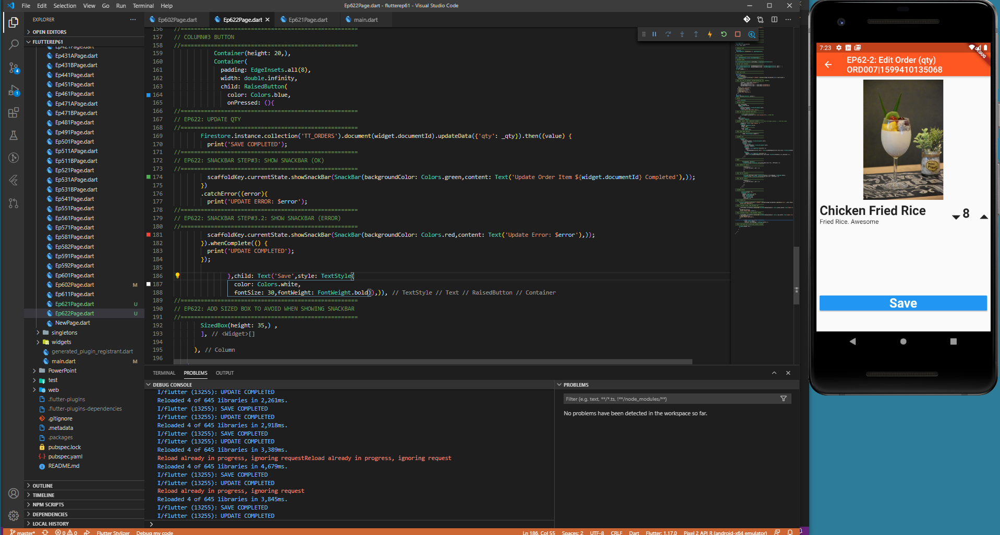 File Edit Selection View Go Run Terminal Help
Ep622Page.dart - flutterep61 - Visual Studio Code
EXPLORER
OPEN EDITORS
FLUTTEREP61
Ep421Page.dart
Ep431APage.dart
Ep431BPage.dart
Ep441Page.dart
Ep451Page.dart
Ep461Page.dart
Ep471APage.dart
Ep471BPage.dart
Ep481Page.dart
Ep491Page.dart
Ep501Page.dart
Ep511APage.dart
Ep511BPage.dart
Ep521Page.dart
Ep531APage.dart
Ep531BPage.dart
Ep541Page.dart
Ep551Page.dart
Ep561Page.dart
Ep571Page.dart
Ep581Page.dart
Ep582Page.dart
Ep591Page.dart
Ep592Page.dart
Ep601Page.dart
Ep602Page.dart M
Ep611Page.dart
Ep621Page.dart U
Ep622Page.dart U
NewPage.dart
singletons
widgets
generated_plugin_registrant.dart
main.dart M
PowerPoint
test
web
.flutter-plugins
.flutter-plugins-dependencies
.gitignore
.metadata
.packages
pubspec.lock
pubspec.yaml
README.md
OUTLINE
TIMELINE
NPM SCRIPTS
DEPENDENCIES
LOCAL HISTORY
4
1
Ep602Page.dart Ep622Page.dart Ep621Page.dart main.dart
156 //=====================================================
157 // COLUMN#3 BUTTON
158 //=====================================================
159 Container(height: 20,),
160 Container(
161 padding: EdgeInsets.all(8),
162 width: double.infinity,
163 child: RaisedButton(
164 color: Colors.blue,
165 onPressed: (){
166 //=====================================================
167 // EP622: UPDATE QTY
168 //=====================================================
169 Firestore.instance.collection('TT_ORDERS').document(widget.documentId).updateData({'qty': _qty}).then((value) {
170 print('SAVE COMPLETED');
171 //=====================================================
172 // EP622: SNACKBAR STEP#3: SHOW SNACKBAR (OK)
173 //=====================================================
174 scaffoldKey.currentState.showSnackBar(SnackBar(backgroundColor: Colors.green,content: Text('Update Order Item ${widget.documentId} Completed'),));
175 })
176 .catchError((error){
177 print('UPDATE ERROR: $error');
178 //=====================================================
179 // EP622: SNACKBAR STEP#3.2: SHOW SNACKBAR (ERROR)
180 //=====================================================
181 scaffoldKey.currentState.showSnackBar(SnackBar(backgroundColor: Colors.red,content: Text('Update Error: $error'),));
182 }).whenComplete(() {
183 print('UPDATE COMPLETED');
184 });
185
186 },child: Text('Save',style: TextStyle(
187 color: Colors.white,
188 fontSize: 30,fontWeight: FontWeight.bold),)), // TextStyle // Text // RaisedButton // Container
189 //=====================================================
190 // EP622: ADD SIZED BOX TO AVOID WHEN SHOWING SNACKBAR
191 //=====================================================
192 SizedBox(height: 35,) ,
193 ], // <Widget>[]
194
195 ), // Column
196
TERMINAL PROBLEMS OUTPUT
DEBUG CONSOLE
I/flutter (13255): UPDATE COMPLETED
Reloaded 4 of 645 libraries in 2,261ms.
I/flutter (13255): SAVE COMPLETED
I/flutter (13255): UPDATE COMPLETED
Reloaded 4 of 645 libraries in 2,918ms.
I/flutter (13255): SAVE COMPLETED
I/flutter (13255): UPDATE COMPLETED
Reloaded 4 of 645 libraries in 3,389ms.
Reload already in progress, ignoring requestReload already in progress, ignoring request
Reloaded 4 of 645 libraries in 4,679ms.
I/flutter (13255): SAVE COMPLETED
I/flutter (13255): UPDATE COMPLETED
Reload already in progress, ignoring request
Reloaded 4 of 645 libraries in 3,845ms.
I/flutter (13255): SAVE COMPLETED
I/flutter (13255): UPDATE COMPLETED
PROBLEMS
Filter (e.g. text, **/*.ts, !**/node_modules/**)
No problems have been detected in the workspace so far.
master* 0 0 Flutter Stylizer Debug my code
Ln 186, Col 55 Spaces: 2 UTF-8 CRLF Dart Flutter: 1.17.0 Pixel 2 API R (android-x64 emulator)
7:23 31
DEBUG
EP62-2: Edit Order (qty)
ORD007|1599410135068
mini
Plant
Chicken Fried Rice
8
Fried Rice. Awesome
Save